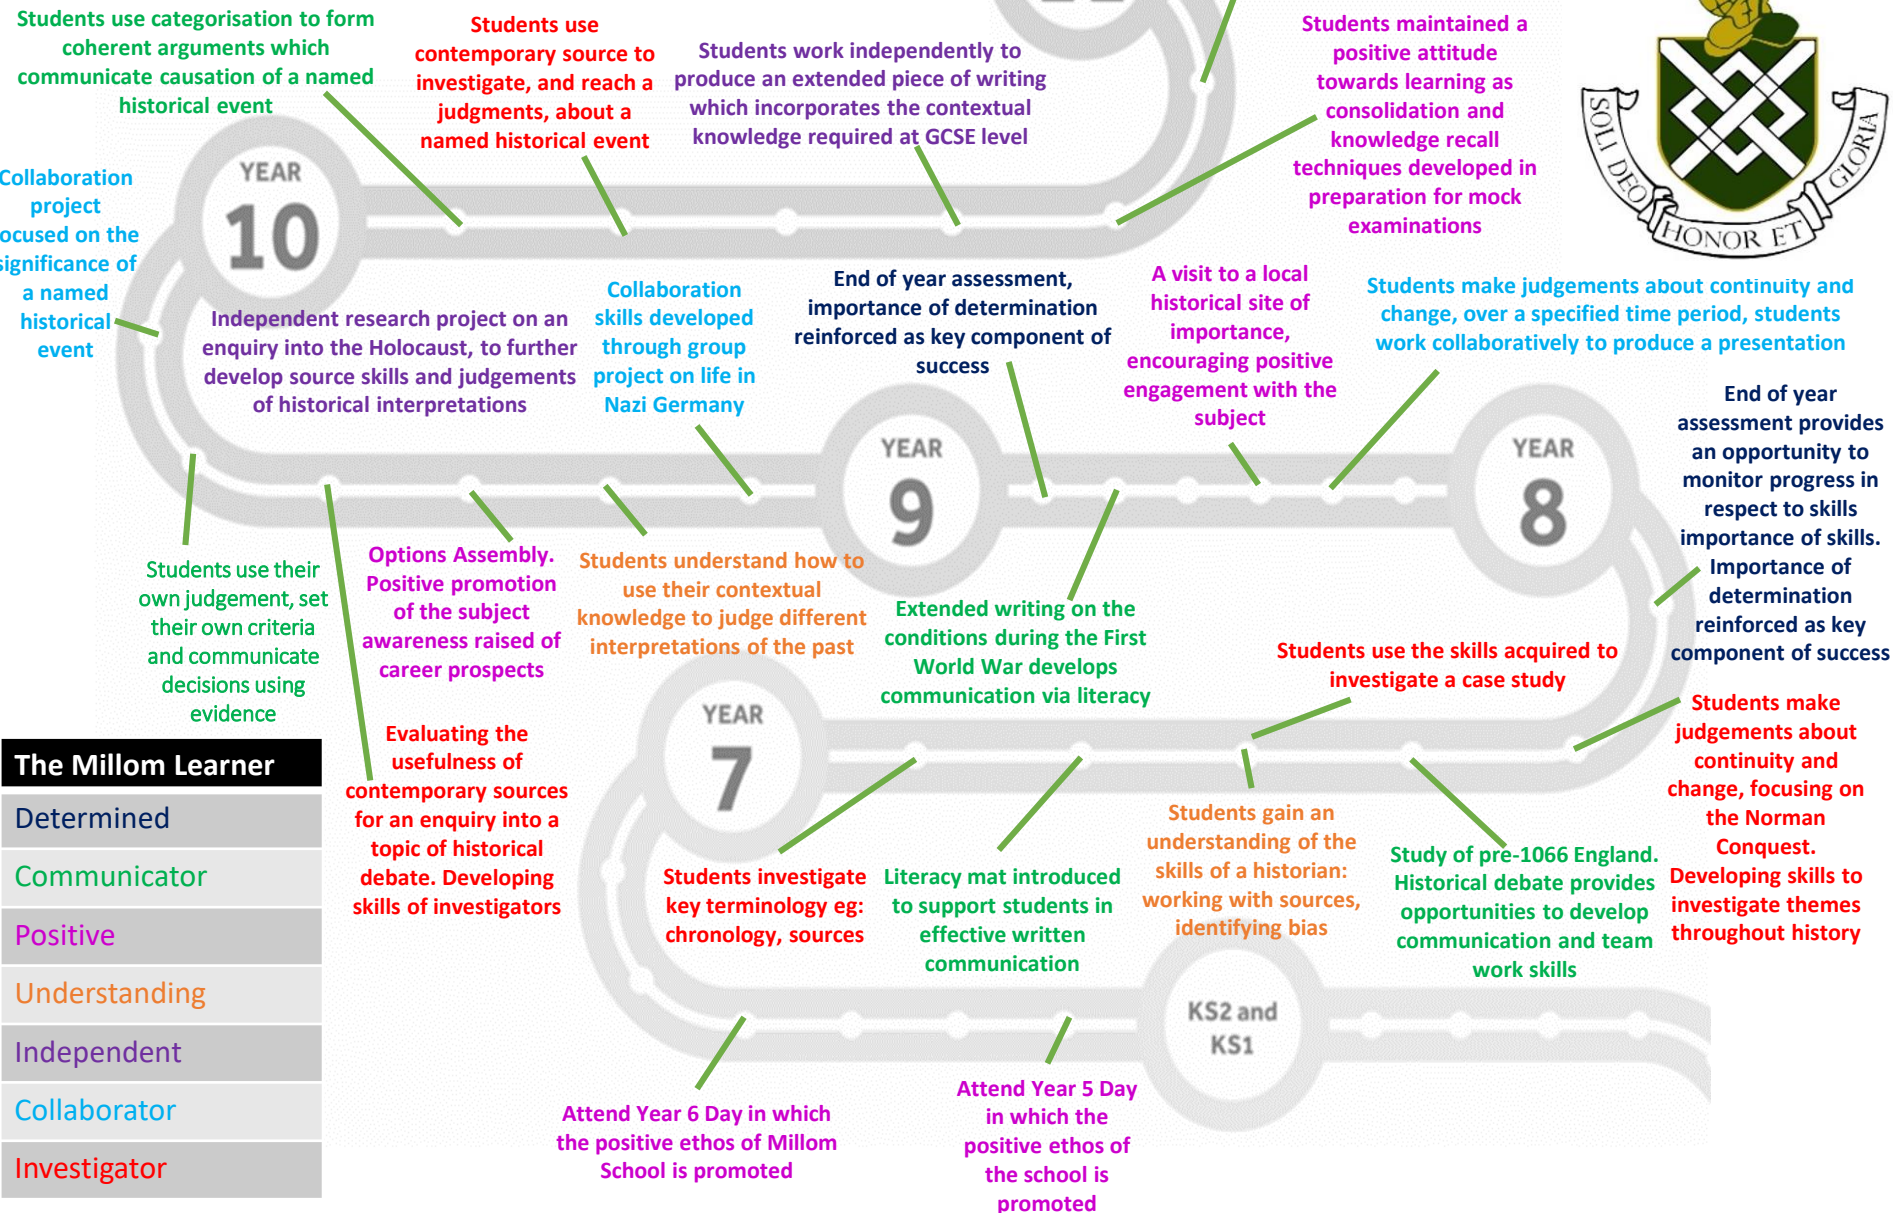 Students use categorisation to form
coherent arguments which
communicate causation of a named
historical event
Students use
contemporary source to
investigate, and reach a
judgments, about a
named historical event
Students work independently to
produce an extended piece of writing
which incorporates the contextual
knowledge required at GCSE level
Students maintained a
positive attitude
towards learning as
consolidation and
knowledge recall
techniques developed in
preparation for mock
examinations
SOLI DEO
HONOR ET
GLORIA
YEAR
10
Collaboration
project
focused on the
significance of
a named
historical
event
Independent research project on an
enquiry into the Holocaust, to further
develop source skills and judgements
of historical interpretations
Collaboration
skills developed
through group
project on life in
Nazi Germany
End of year assessment,
importance of determination
reinforced as key component of
success
A visit to a local
historical site of
importance,
encouraging positive
engagement with the
subject
Students make judgements about continuity and
change, over a specified time period, students
work collaboratively to produce a presentation
End of year
assessment provides
an opportunity to
monitor progress in
respect to skills
importance of skills.
Importance of
determination
reinforced as key
component of success
YEAR
9
YEAR
8
Students use their
own judgement, set
their own criteria
and communicate
decisions using
evidence
Options Assembly.
Positive promotion
of the subject
awareness raised of
career prospects
Students understand how to
use their contextual
knowledge to judge different
interpretations of the past
Extended writing on the
conditions during the First
World War develops
communication via literacy
Students use the skills acquired to
investigate a case study
Students make
judgements about
continuity and
change, focusing on
the Norman
Conquest.
Developing skills to
investigate themes
throughout history
YEAR
7
Evaluating the
usefulness of
contemporary sources
for an enquiry into a
topic of historical
debate. Developing
skills of investigators
Students investigate
key terminology eg:
chronology, sources
Literacy mat introduced
to support students in
effective written
communication
Students gain an
understanding of the
skills of a historian:
working with sources,
identifying bias
Study of pre-1066 England.
Historical debate provides
opportunities to develop
communication and team
work skills
The Millom Learner
Determined
Communicator
Positive
Understanding
Independent
Collaborator
Investigator
KS2 and
KS1
Attend Year 6 Day in which
the positive ethos of Millom
School is promoted
Attend Year 5 Day
in which the
positive ethos of
the school is
promoted